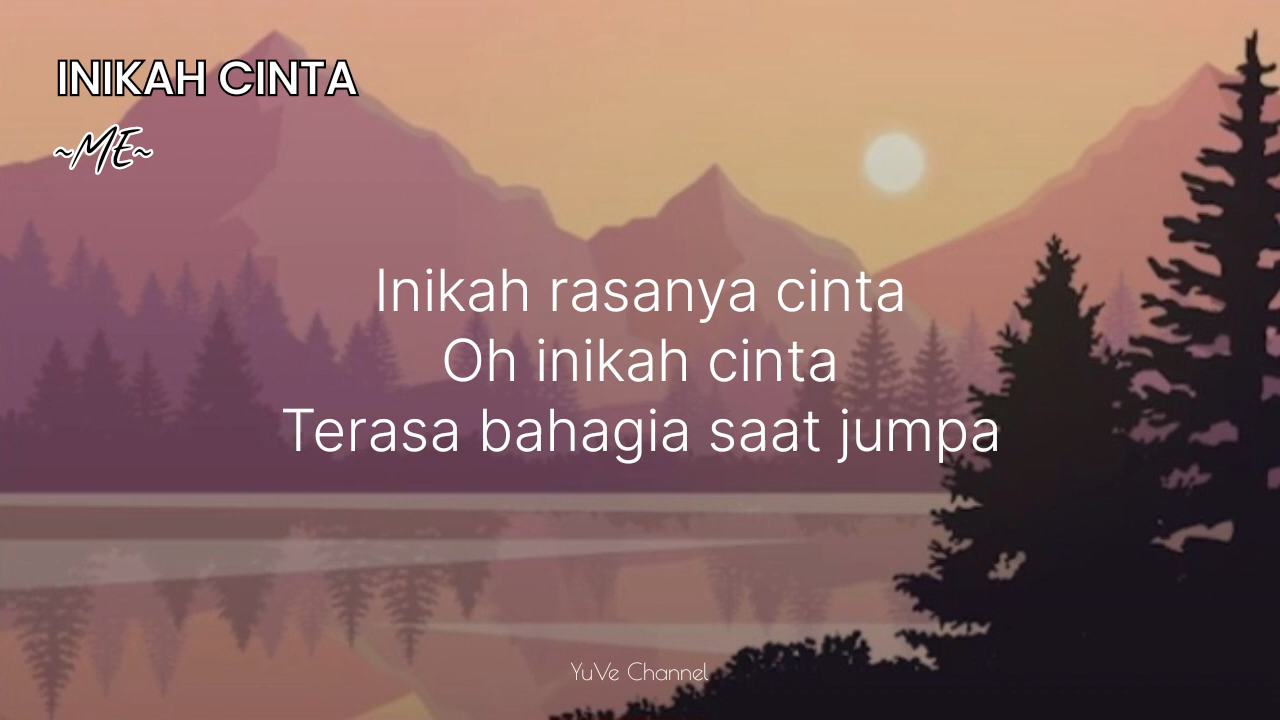 INIKAH CINTA
~ME~
Inikah rasanya cinta
Oh inikah cinta
Terasa bahagia saat jumpa
YuVe Channel